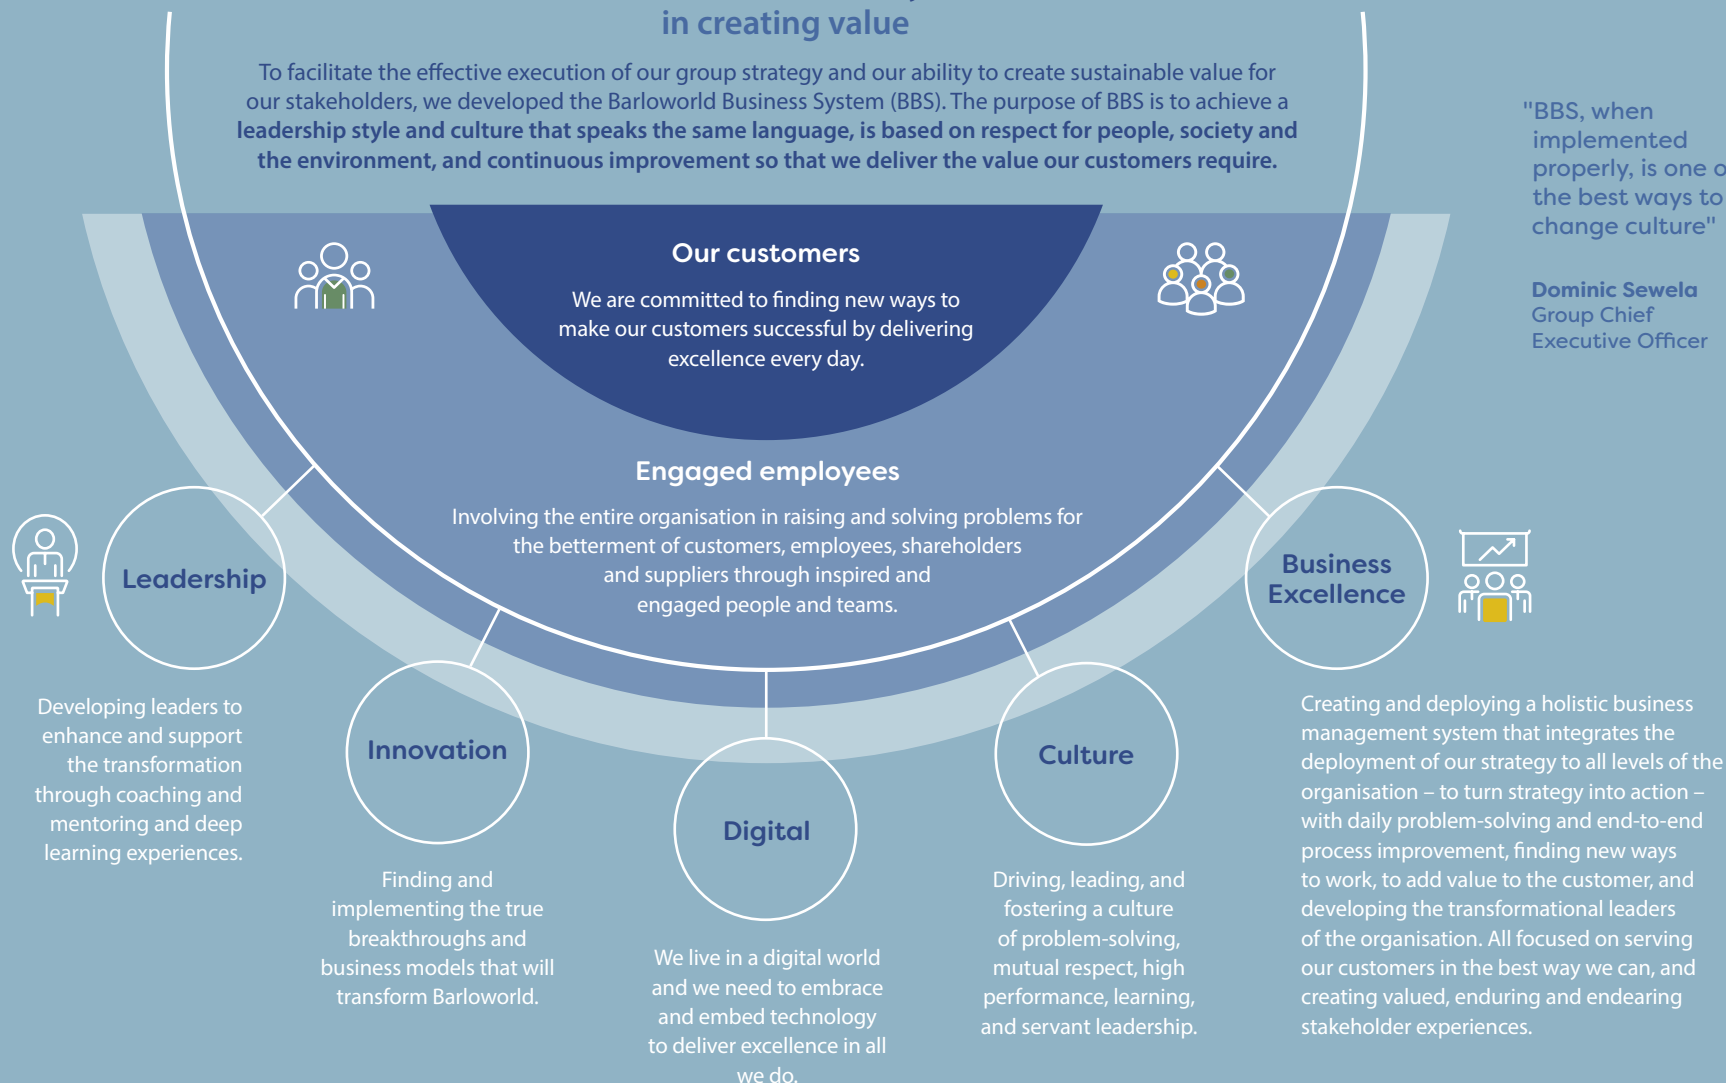 in creating value
To facilitate the effective execution of our group strategy and our ability to create sustainable value for
our stakeholders, we developed the Barloworld Business System (BBS). The purpose of BBS is to achieve a
leadership style and culture that speaks the same language, is based on respect for people, society and
the environment, and continuous improvement so that we deliver the value our customers require.
"BBS, when
implemented
properly, is one
the best ways to
change culture"
Dominic Sewela
Group Chief
Executive Officer
Our customers
We are committed to finding new ways to
make our customers successful by delivering
excellence every day.
Engaged employees
Involving the entire organisation in raising and solving problems for
the betterment of customers, employees, shareholders
and suppliers through inspired and
engaged people and teams.
Leadership
Developing leaders to
enhance and support
the transformation
through coaching and
mentoring and deep
learning experiences.
Innovation
Finding and
implementing the true
breakthroughs and
business models that will
transform Barloworld.
Digital
We live in a digital world
and we need to embrace
and embed technology
to deliver excellence in all
we do.
Culture
Driving, leading, and
fostering a culture
of problem-solving,
mutual respect, high
performance, learning,
and servant leadership.
Business
Excellence
Creating and deploying a holistic business
management system that integrates the
deployment of our strategy to all levels of the
organisation – to turn strategy into action –
with daily problem-solving and end-to-end
process improvement, finding new ways
to work, to add value to the customer, and
developing the transformational leaders
of the organisation. All focused on serving
our customers in the best way we can, and
creating valued, enduring and endearing
stakeholder experiences.